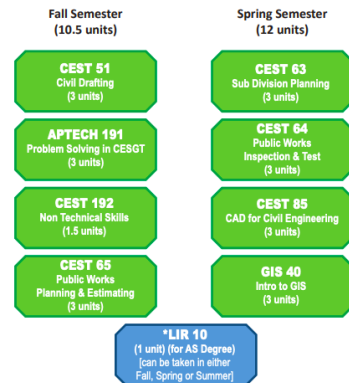 Fall Semester
(10.5 units)
CEST 51
Civil Drafting
(3 units)
APTECH 191
Problem Solving in CESGT
(3 units)
CEST 192
Non Technical Skills
(1.5 units)
CEST 65
Public Works
Planning & Estimating
(3 units)
Spring Semester
(12 units)
CEST 63
Sub Division Planning
(3 units)
CEST 64
Public Works
Inspection & Test
(3 units)
CEST 85
CAD for Civil Engineering
(3 units)
GIS 40
Intro to GIS
(3 units)
*LIR 10
(1 unit) (for AS Degree)
[can be taken in either
Fall, Spring or Summer]